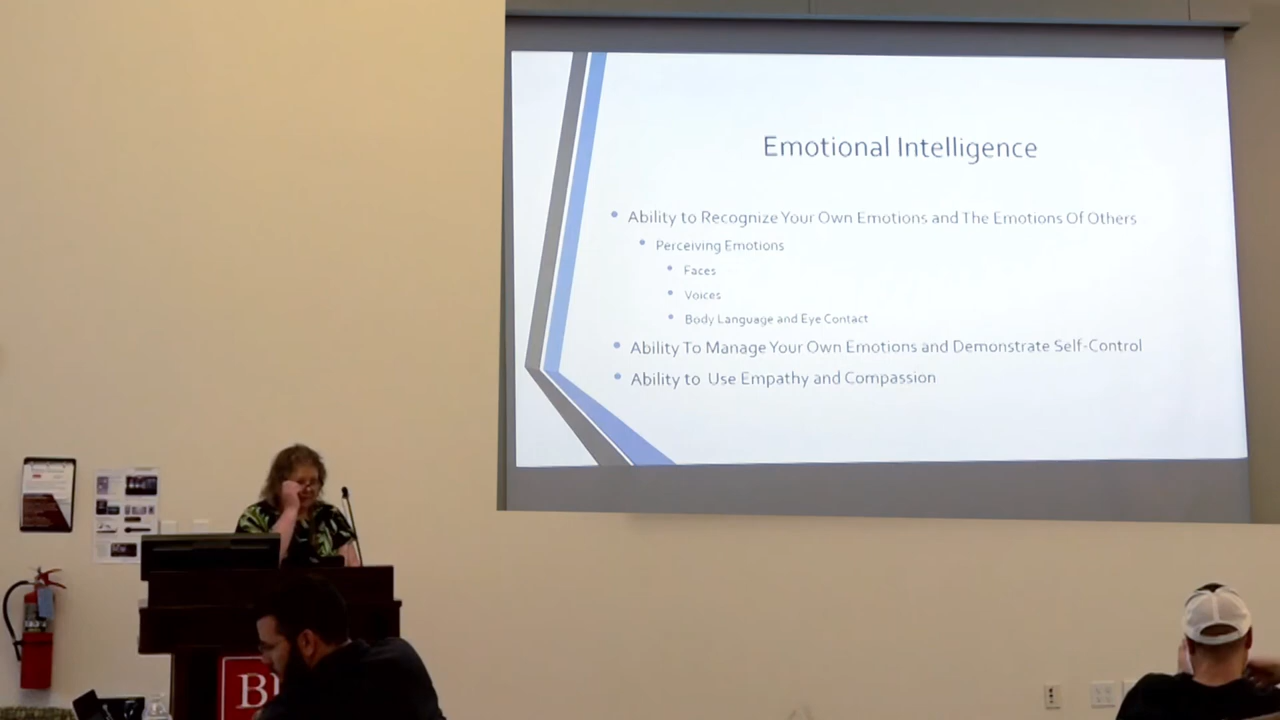 Emotional Intelligence
Ability to Recognize Your Own Emotions and The Emotions Of Others
Perceiving Emotions
Faces
Voices
Body Language and Eye Contact
Ability To Manage Your Own Emotions and Demonstrate Self-Control
Ability to Use Empathy and Compassion